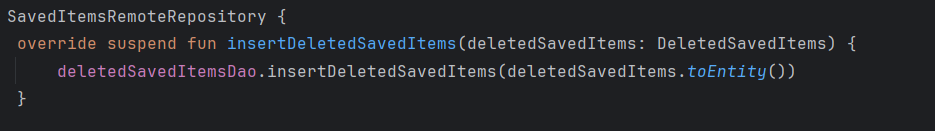 SavedItemsRemoteRepository {
override suspend fun insertDeletedSavedItems(deletedSavedItems: DeletedSavedItems) {
deletedSavedItemsDao.insertDeletedSavedItems(deletedSavedItems.toEntity())
}